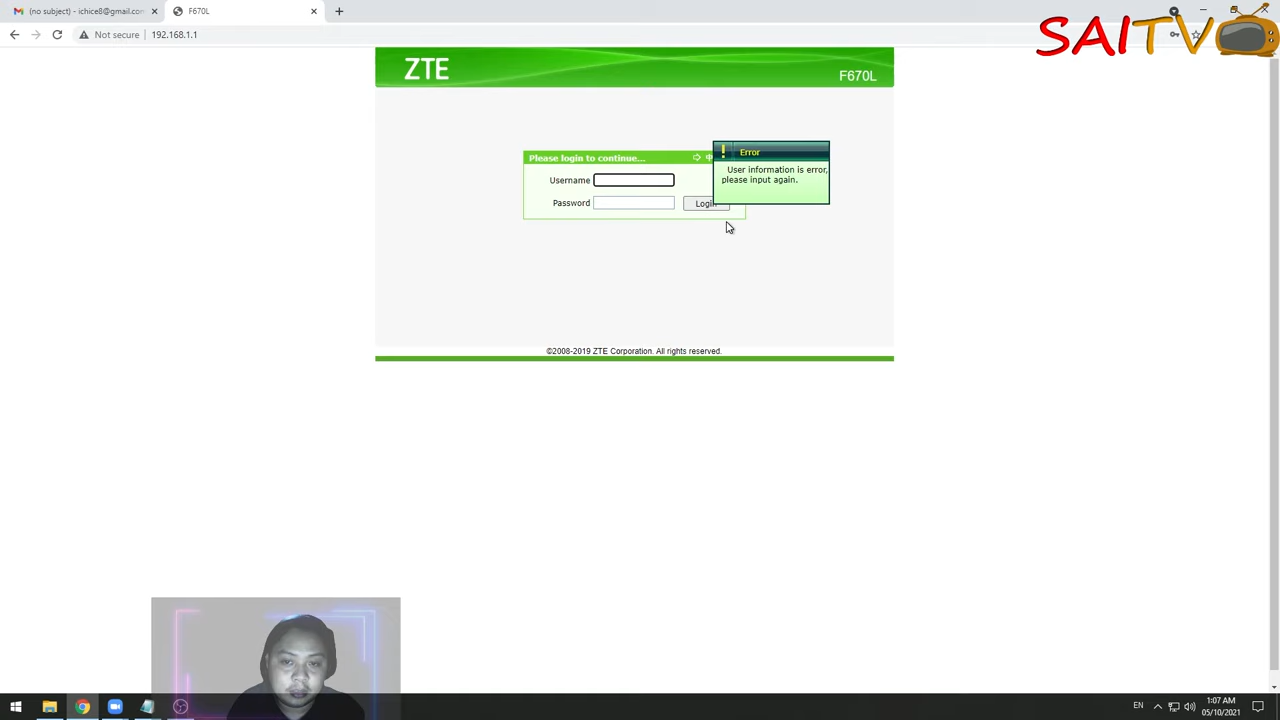 (no subject) - ichice8@gmail.co
F670L
Not secure
192.168.1.1
SAITV
ZTE
F670L
Please login to continue...
Error
User information is error,
please input again.
Username
Password
Login
©2008-2019 ZTE Corporation. All rights reserved.
EN
1:07 AM
05/10/2021